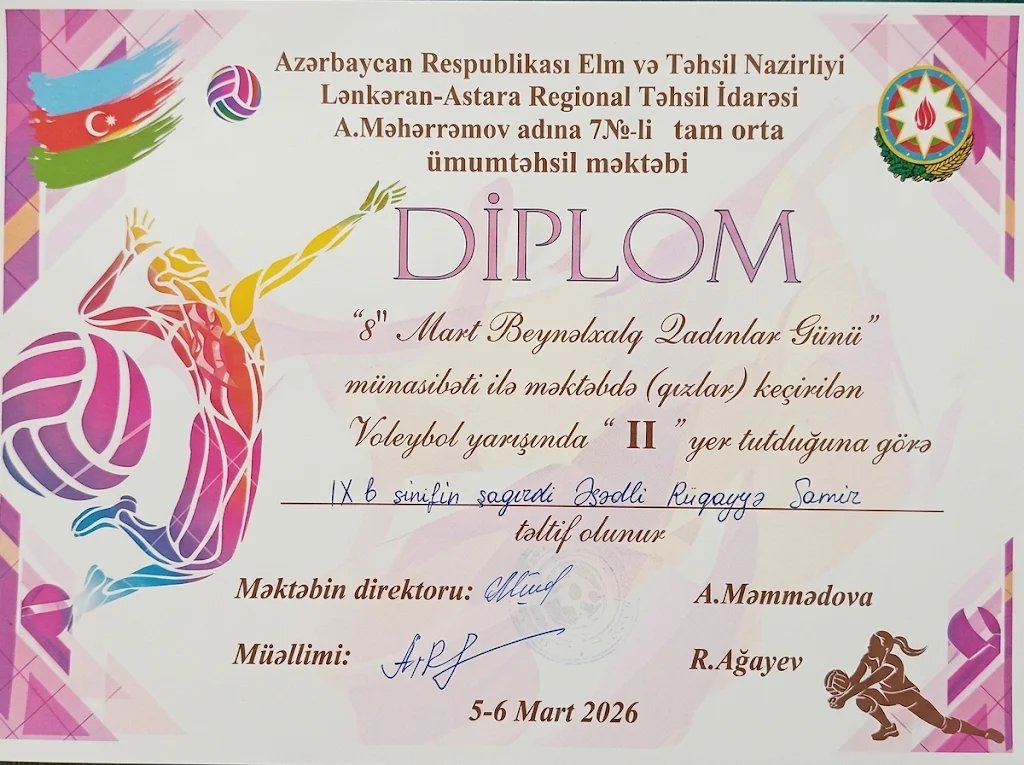 Azərbaycan Respublikası Elm və Təhsil Nazirliyi
Lənkəran-Astara Regional Təhsil İdarəsi
A.Məhərrəmov adına 7№-li tam orta
ümumtəhsil məktəbi
DİPLOM
"8" Mart Beynəlxalq Qadınlar Günü"
münasibəti ilə məktəbdə (qızlar) keçirilən
Voleybol yarışında " II " yer tutduğuna görə
IX b sinifin şagirdi Əsədli Rüqayyə Samir
təltif olunur
Məktəbin direktoru: A.Məmmədova
Müəllimi: R.Ağayev
5-6 Mart 2026